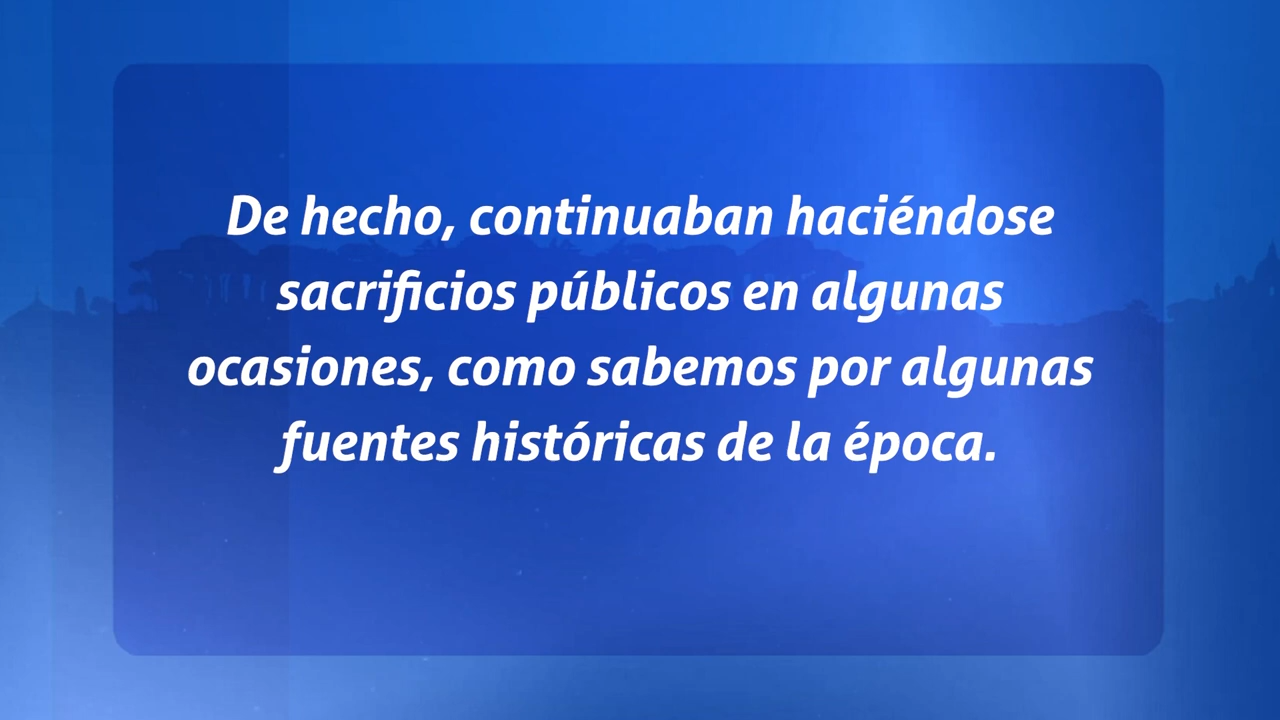 De hecho, continuaban haciéndose
sacrificios públicos en algunas
ocasiones, como sabemos por algunas
fuentes históricas de la época.